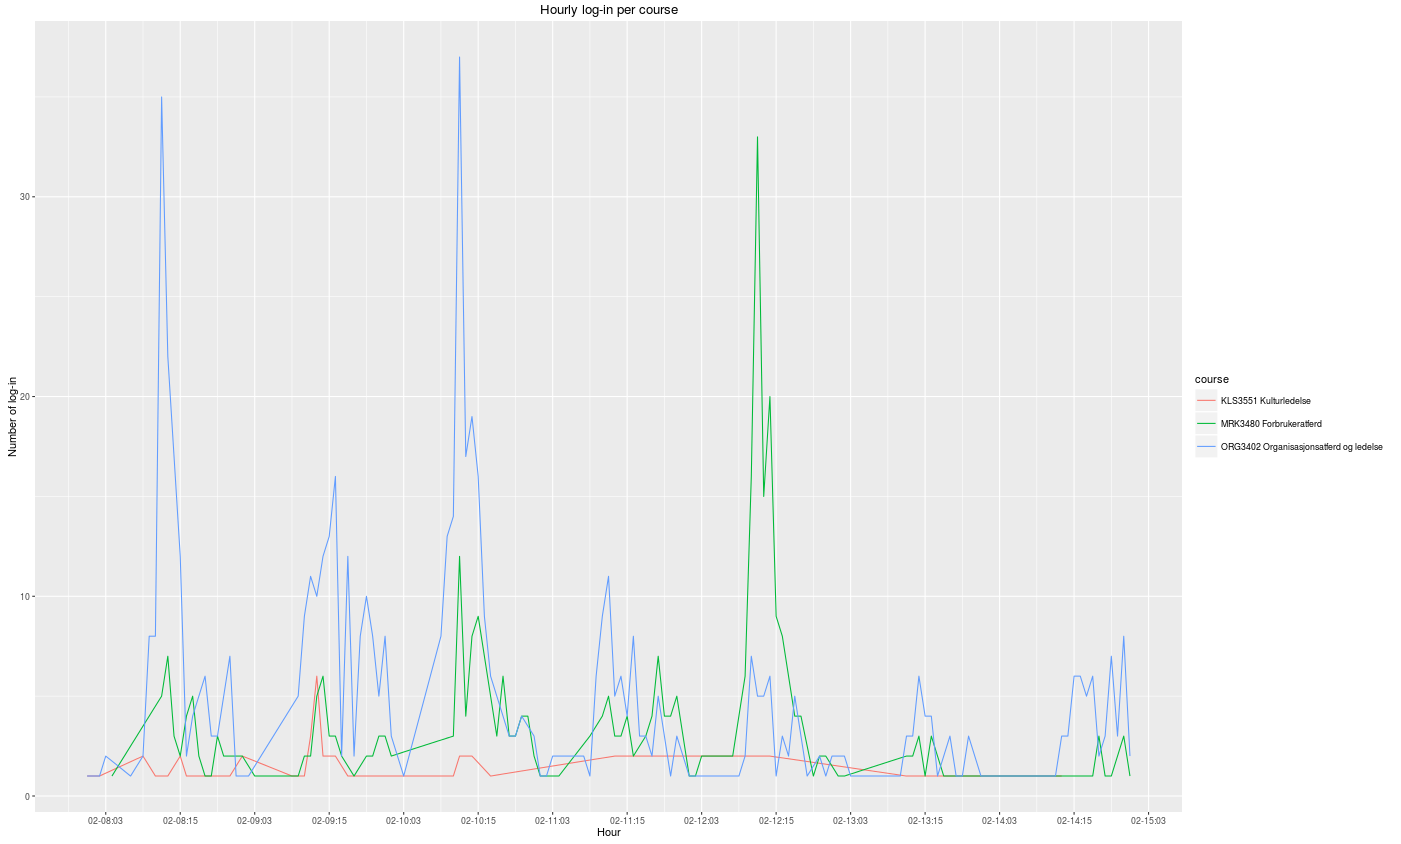 Hourly log-in per course
Number of log-in
30
20
10
0
02-08:03 02-08:15 02-09:03 02-09:15 02-10:03 02-10:15 02-11:03 02-11:15 02-12:03 02-12:15 02-13:03 02-13:15 02-14:03 02-14:15 02-15:03
Hour
course
KLS3551 Kulturledelse
MRK3480 Forbrukeratferd
ORG3402 Organisasjonsatferd og ledelse